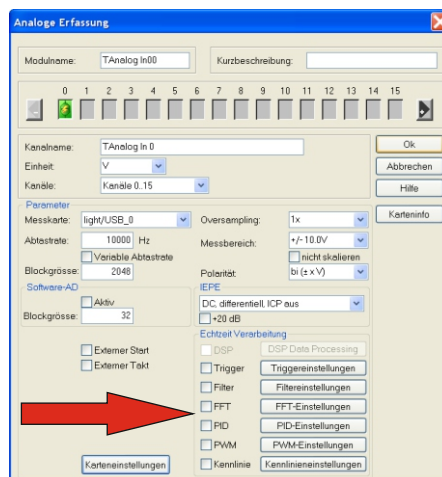 Analoge Erfassung
Modulname: TAnalog In00 Kurzbeschreibung:
0 1 2 3 4 5 6 7 8 9 10 11 12 13 14 15
Kanalname: TAnalog In 0
Ok
Einheit: V
Abbrechen
Kanäle: Kanäle 0..15
Hilfe
Parameter
Messkarte: light/USB_0 Oversampling: 1x
Karteninfo
Abtastrate: 10000 Hz Messbereich: +/-10.0V
Variable Abtastrate nicht skalieren
Blockgrösse: 2048 Polarität: bi (± x V)
Software-AD IEPE
Aktiv DC, differentiell, ICP aus
Blockgrösse: 32 +20 dB
Echtzeit Verarbeitung
Externer Start DSP DSP Data Processing
Externer Takt Trigger Triggereinstellungen
Filter Filtereinstellungen
FFT FFT-Einstellungen
PID PID-Einstellungen
PWM PWM-Einstellungen
Karteneinstellungen Kennlinie Kennlinieneinstellungen